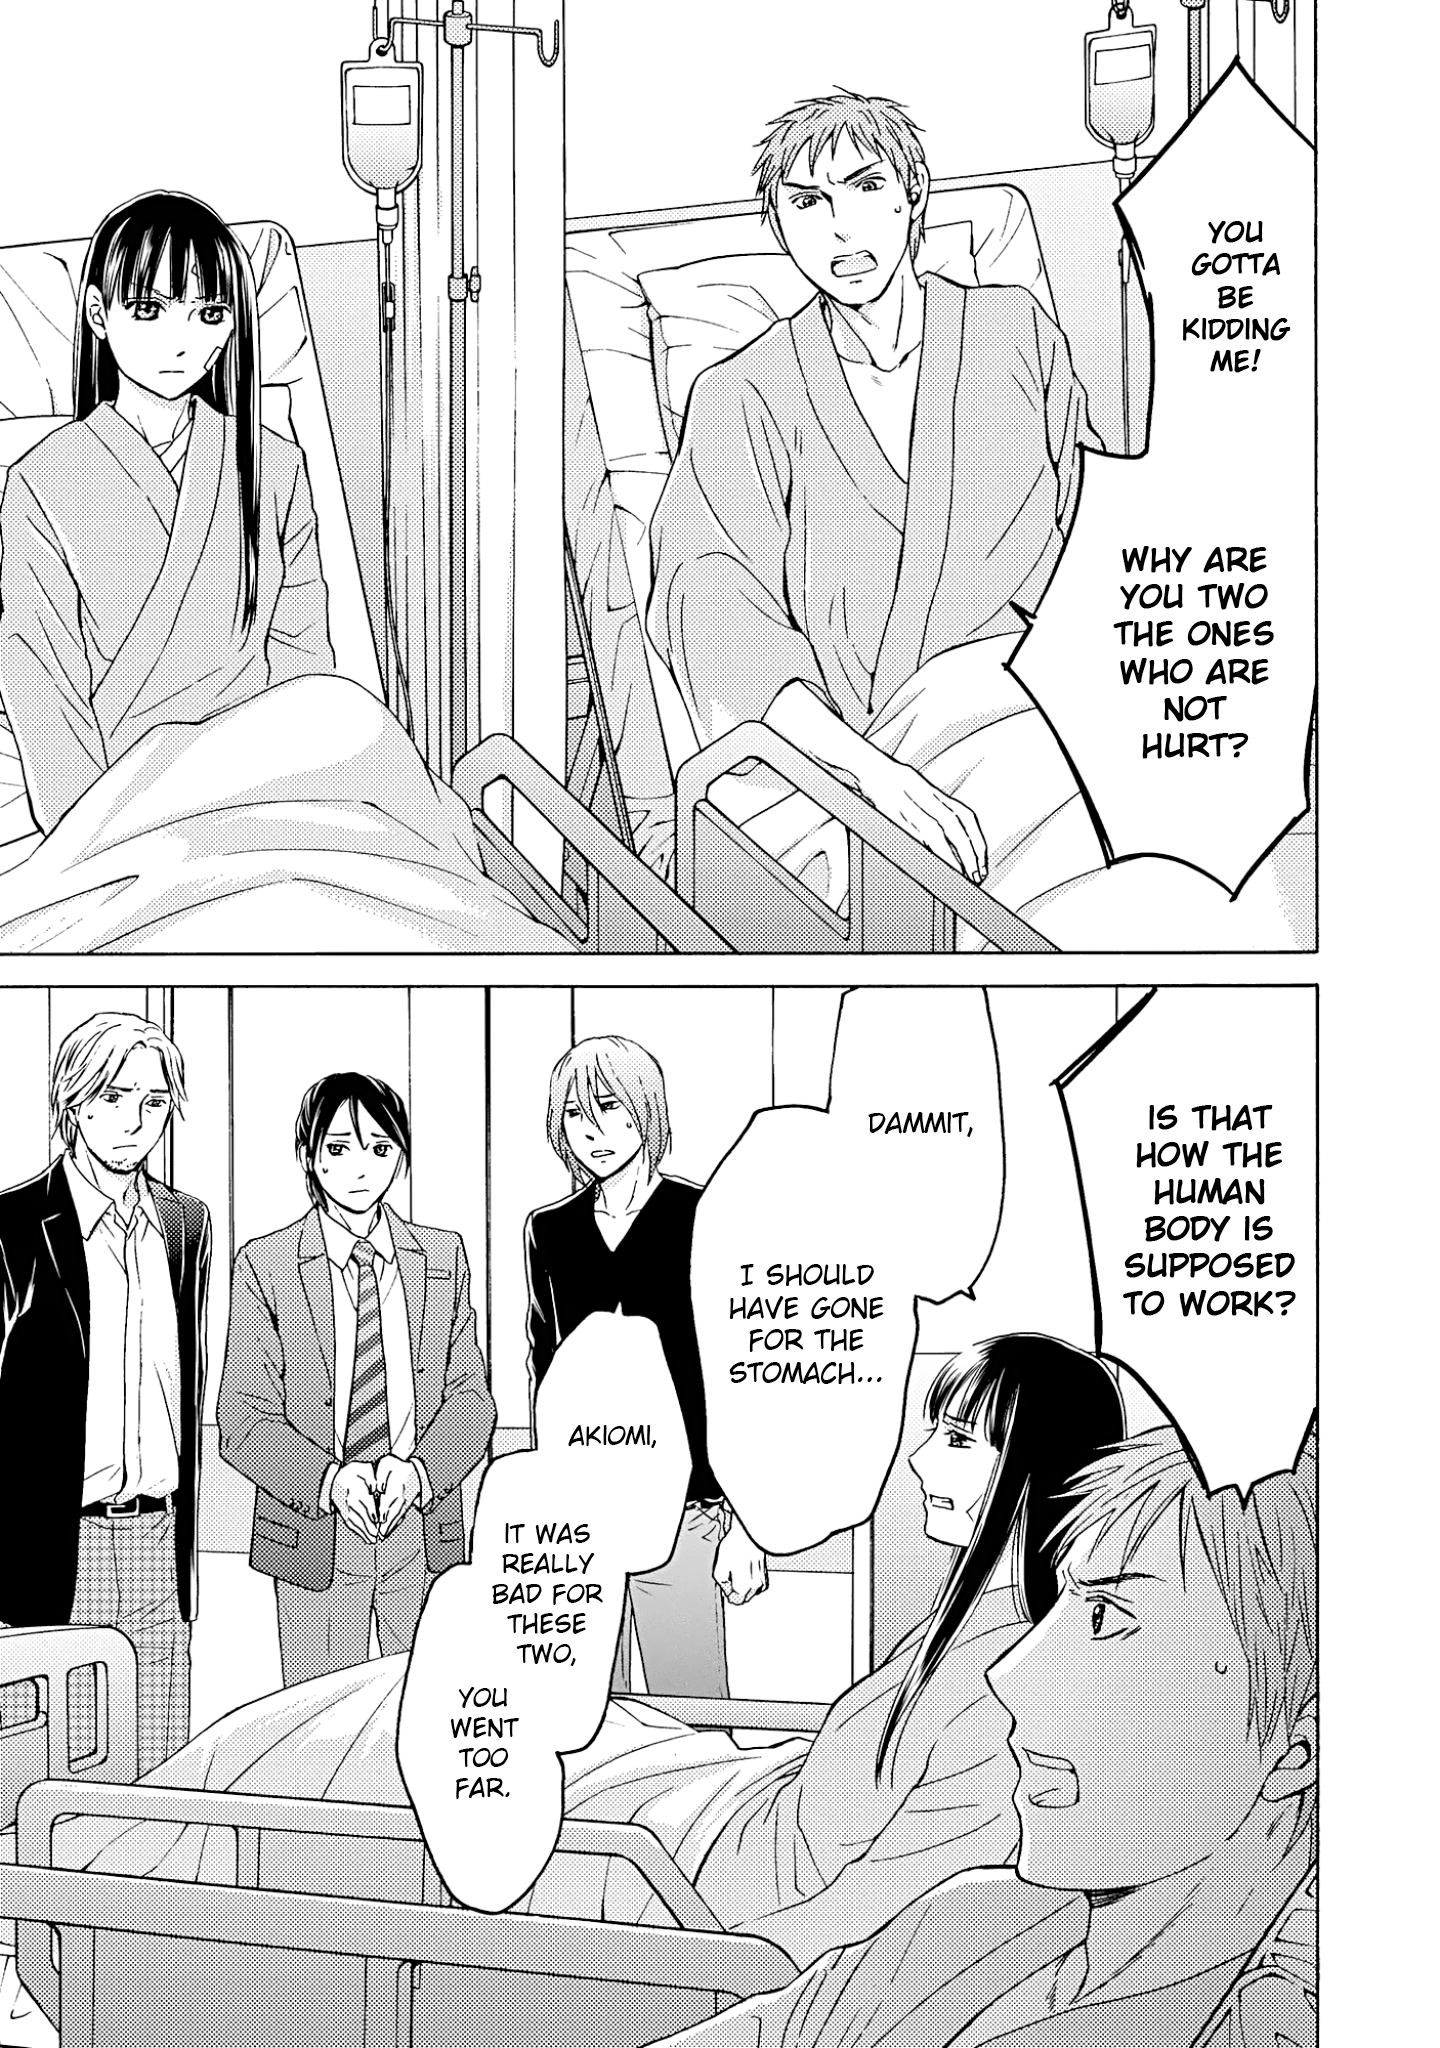 YOU
GOTTA
BE
KIDDING
ME!
WHY ARE
YOU TWO
THE ONES
WHO ARE
NOT
HURT?
IS THAT
HOW THE
HUMAN
BODY IS
SUPPOSED
TO WORK?
DAMMIT,
I SHOULD
HAVE GONE
FOR THE
STOMACH...
AKIOMI,
IT WAS
REALLY
BAD FOR
THESE
TWO,
YOU
WENT
TOO
FAR.